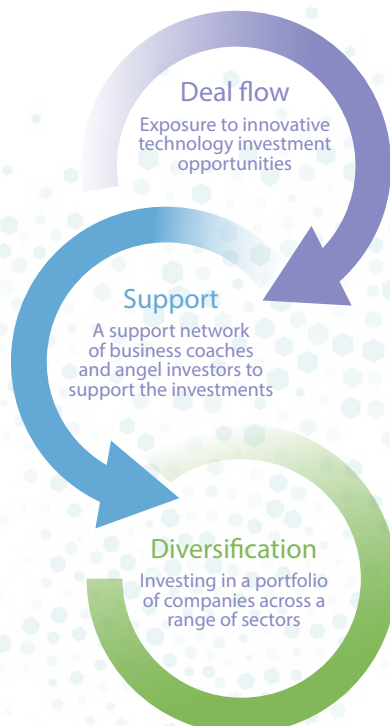 Deal flow
Exposure to innovative
technology investment
opportunities
Support
A support network
of business coaches
and angel investors to
support the investments
Diversification
Investing in a portfolio
of companies across a
range of sectors